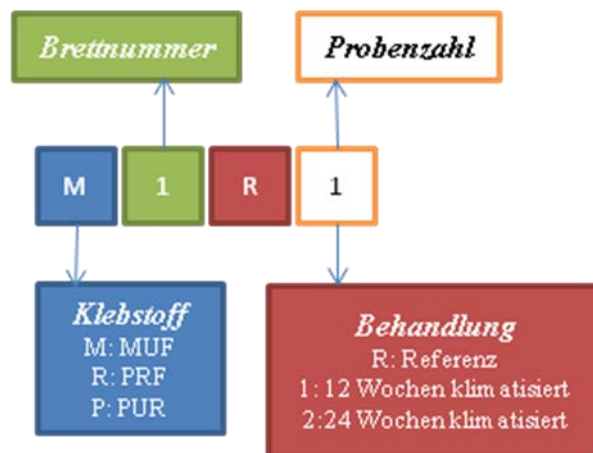 Brettnummer
Probenzahl
M 1 R 1
Klebstoff
M: MUF
R: PRF
P: PUR
Behandlung
R: Referenz
1: 12 Wochen klim atisiert
2:24 Wochen klim atisiert